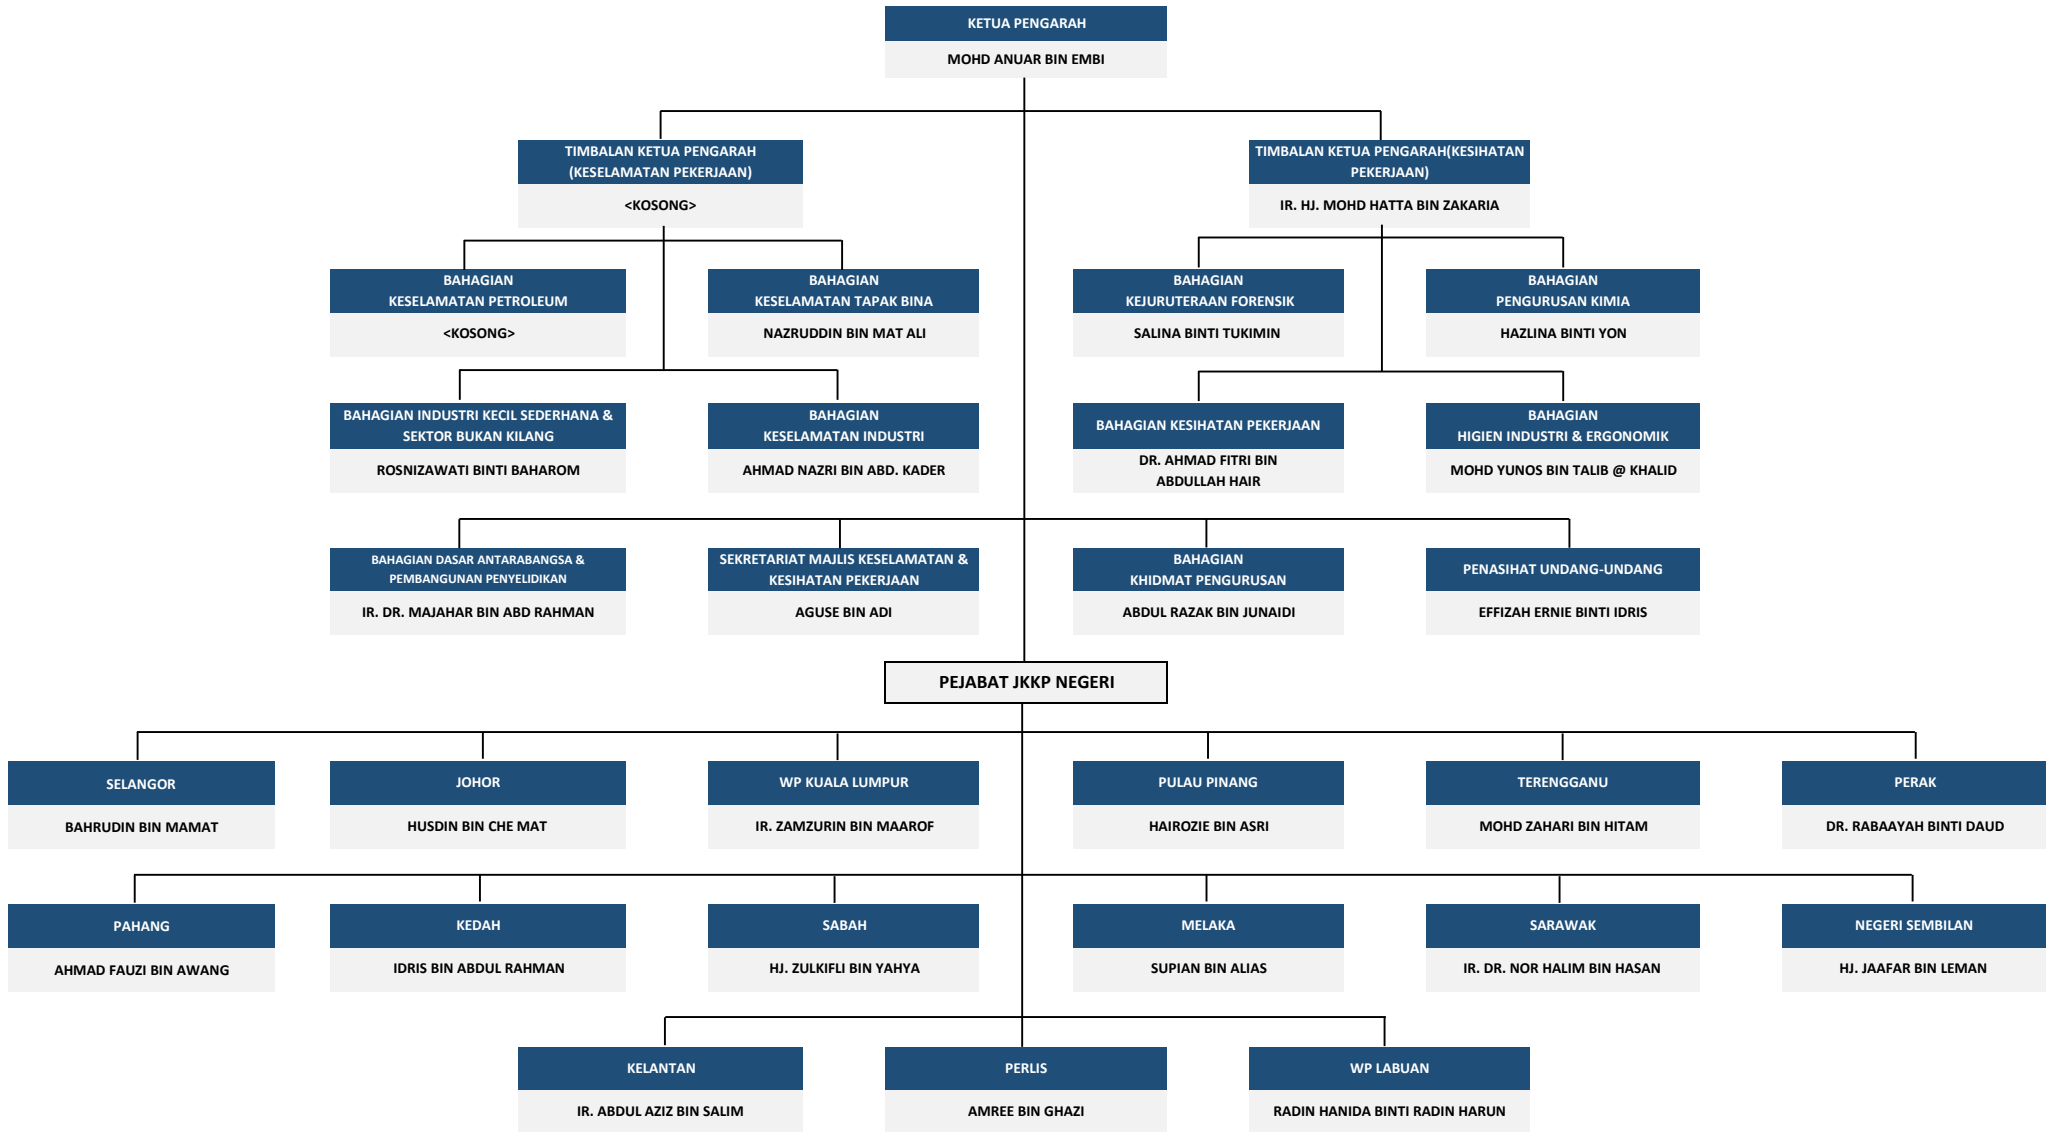 KETUA PENGARAH
MOHD ANUAR BIN EMBI
TIMBALAN KETUA PENGARAH
(KESELAMATAN PEKERJAAN)
<KOSONG>
TIMBALAN KETUA PENGARAH(KESIHATAN
PEKERJAAN)
IR. HJ. MOHD HATTA BIN ZAKARIA
BAHAGIAN
KESELAMATAN PETROLEUM
<KOSONG>
BAHAGIAN
KESELAMATAN TAPAK BINA
NAZRUDDIN BIN MAT ALI
BAHAGIAN
KEJURUTERAAN FORENSIK
SALINA BINTI TUKIMIN
BAHAGIAN
PENGURUSAN KIMIA
HAZLINA BINTI YON
BAHAGIAN INDUSTRI KECIL SEDERHANA &
SEKTOR BUKAN KILANG
ROSNIZAWATI BINTI BAHAROM
BAHAGIAN
KESELAMATAN INDUSTRI
AHMAD NAZRI BIN ABD. KADER
BAHAGIAN KESIHATAN PEKERJAAN
DR. AHMAD FITRI BIN
ABDULLAH HAIR
BAHAGIAN
HIGIEN INDUSTRI & ERGONOMIK
MOHD YUNOS BIN TALIB @ KHALID
BAHAGIAN DASAR ANTARABANGSA &
PEMBANGUNAN PENYELIDIKAN
IR. DR. MAJAHAR BIN ABD RAHMAN
SEKRETARIAT MAJLIS KESELAMATAN &
KESIHATAN PEKERJAAN
AGUSE BIN ADI
BAHAGIAN
KHIDMAT PENGURUSAN
ABDUL RAZAK BIN JUNAIDI
PENASIHAT UNDANG-UNDANG
EFFIZAH ERNIE BINTI IDRIS
PEJABAT JKKP NEGERI
SELANGOR
BAHRUDIN BIN MAMAT
JOHOR
HUSDIN BIN CHE MAT
WP KUALA LUMPUR
IR. ZAMZURIN BIN MAAROF
PULAU PINANG
HAIROZIE BIN ASRI
TERENGGANU
MOHD ZAHARI BIN HITAM
PERAK
DR. RABAAYAH BINTI DAUD
PAHANG
AHMAD FAUZI BIN AWANG
KEDAH
IDRIS BIN ABDUL RAHMAN
SABAH
HJ. ZULKIFLI BIN YAHYA
MELAKA
SUPIAN BIN ALIAS
SARAWAK
IR. DR. NOR HALIM BIN HASAN
NEGERI SEMBILAN
HJ. JAAFAR BIN LEMAN
KELANTAN
IR. ABDUL AZIZ BIN SALIM
PERLIS
AMREE BIN GHAZI
WP LABUAN
RADIN HANIDA BINTI RADIN HARUN